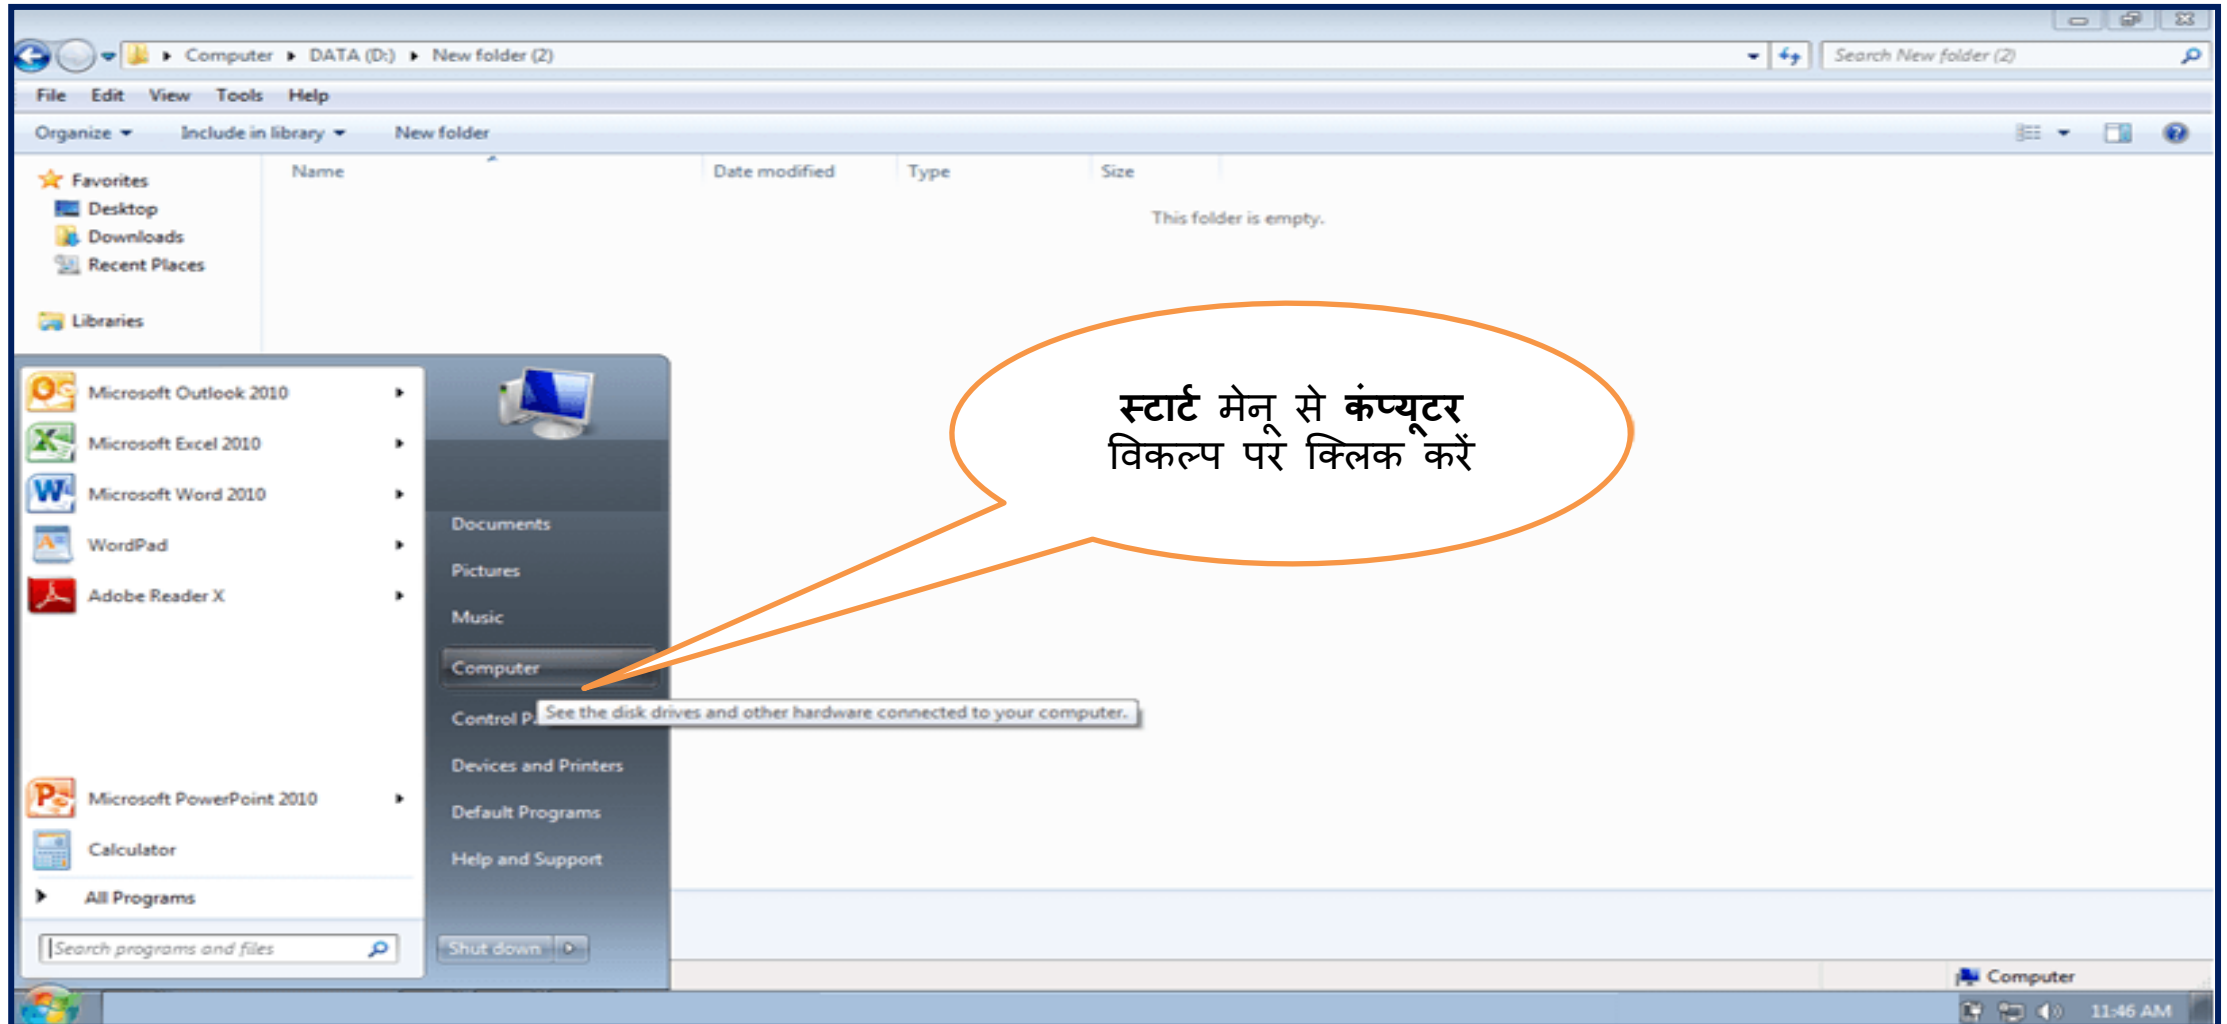 Computer ▸ DATA (D:) ▸ New folder (2)
Search New folder (2)
File Edit View Tools Help
Organize Include in library New folder
Name Date modified Type Size
This folder is empty.
Favorites
Desktop
Downloads
Recent Places
Libraries
Microsoft Outlook 2010
Microsoft Excel 2010
Microsoft Word 2010
WordPad
Adobe Reader X
Microsoft PowerPoint 2010
Calculator
All Programs
Search programs and files
Documents
Pictures
Music
Computer
See the disk drives and other hardware connected to your computer.
Control P
Devices and Printers
Default Programs
Help and Support
Shut down
स्टार्ट मेनू से कंप्यूटर
विकल्प पर क्लिक करें
Computer
11:46 AM